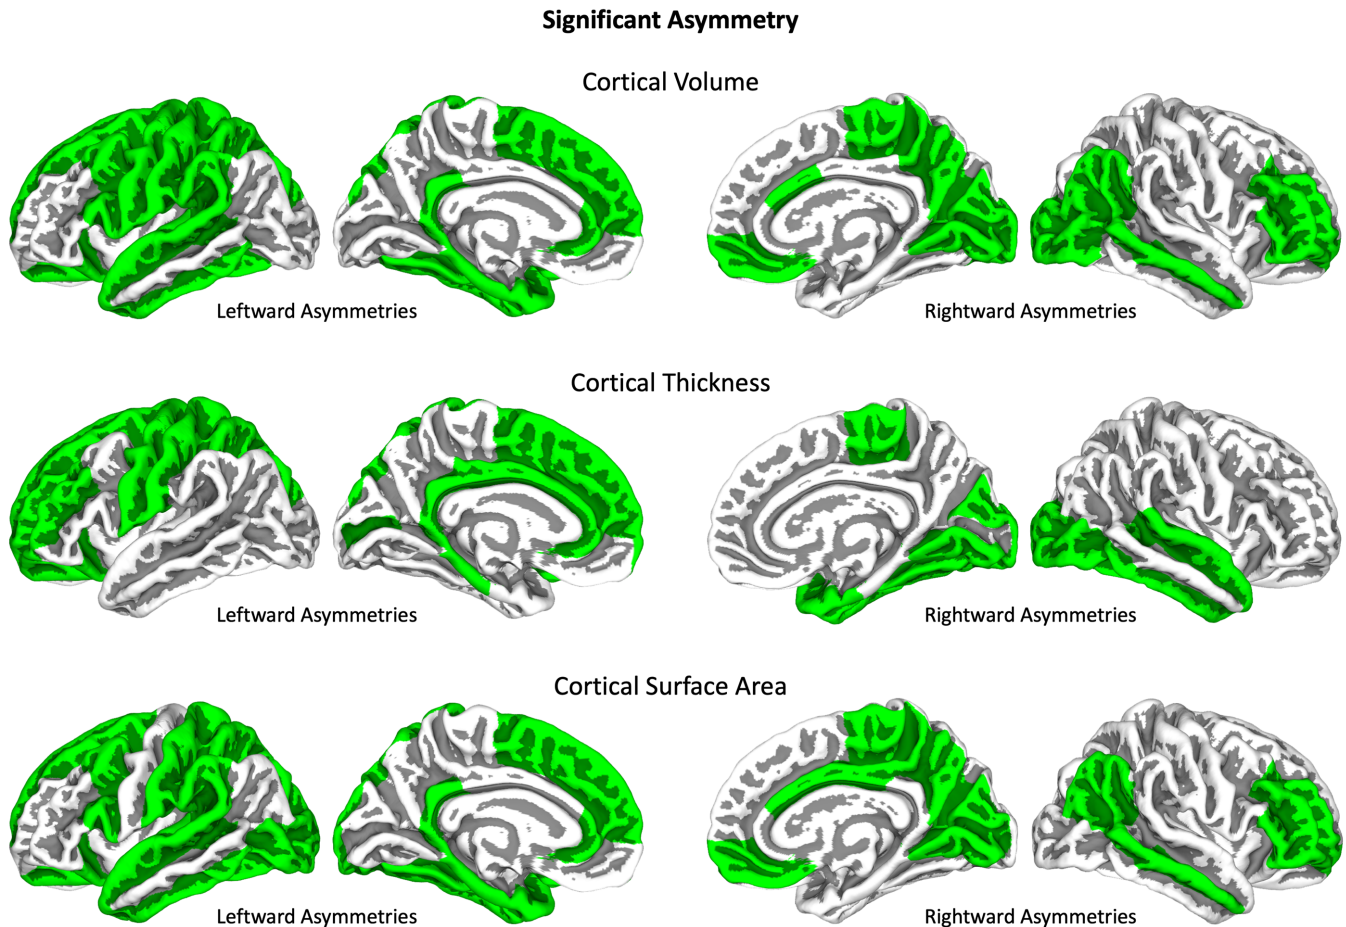 Significant Asymmetry
Cortical Volume
Leftward Asymmetries
Rightward Asymmetries
Cortical Thickness
Leftward Asymmetries
Rightward Asymmetries
Cortical Surface Area
Leftward Asymmetries
Rightward Asymmetries